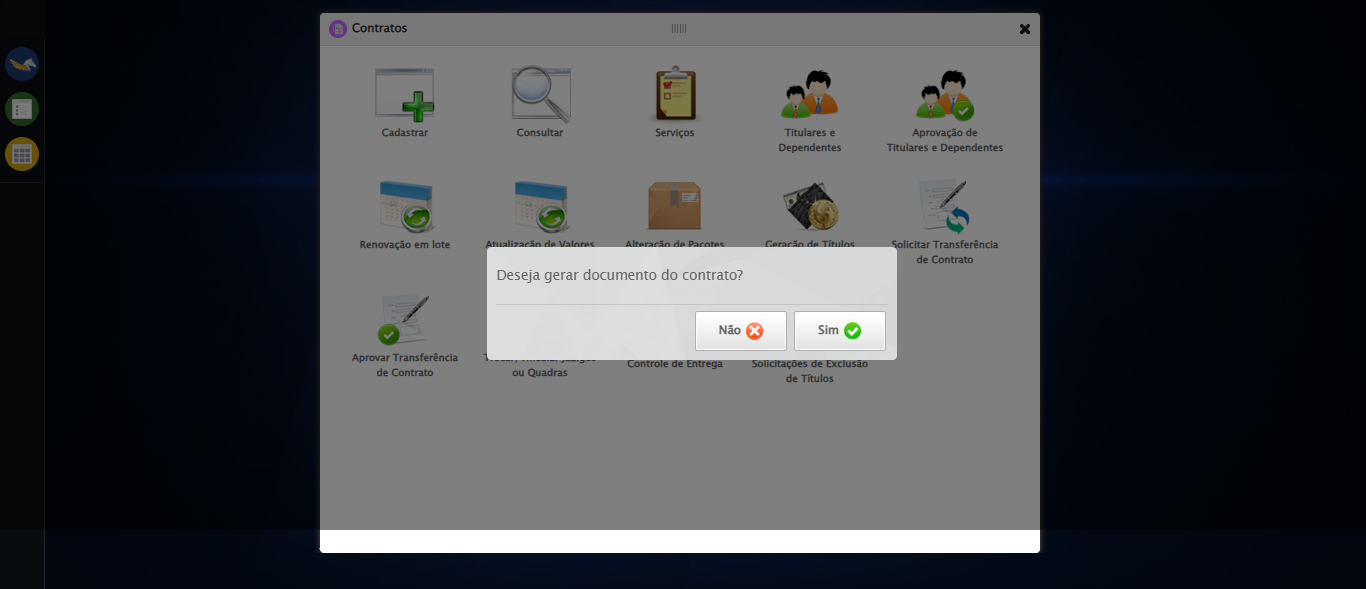 Contratos
Cadastrar
Consultar
Serviços
Titulares e
Dependentes
Aprovação de
Titulares e Dependentes
Renovação em lote
Atualização de Valores
Alteração de Pacotes
Geração de Títulos
Solicitar Transferência
de Contrato
Deseja gerar documento do contrato?
Não
Sim
Aprovar Transferência
de Contrato
ou Quadras
Controle de Entrega
Solicitações de Exclusão
de Títulos